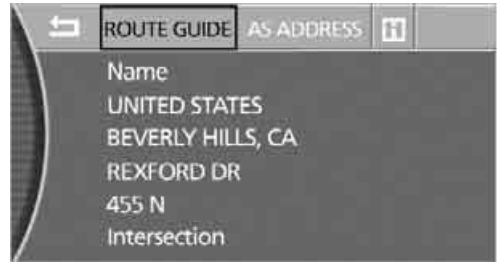 ROUTE GUIDE AS ADDRESS i
Name
UNITED STATES
BEVERLY HILLS, CA
REXFORD DR
455 N
Intersection